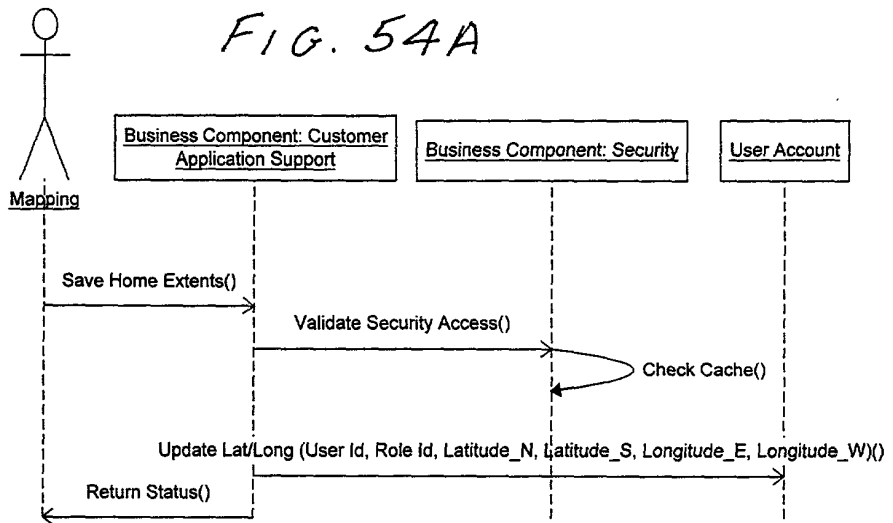 FIG. 54A
Business Component: Customer
Application Support
Business Component: Security
User Account
Mapping
Save Home Extents()
Validate Security Access()
Check Cache()
Update Lat/Long (User Id, Role Id, Latitude_N, Latitude_S, Longitude_E, Longitude_W)()
Return Status()